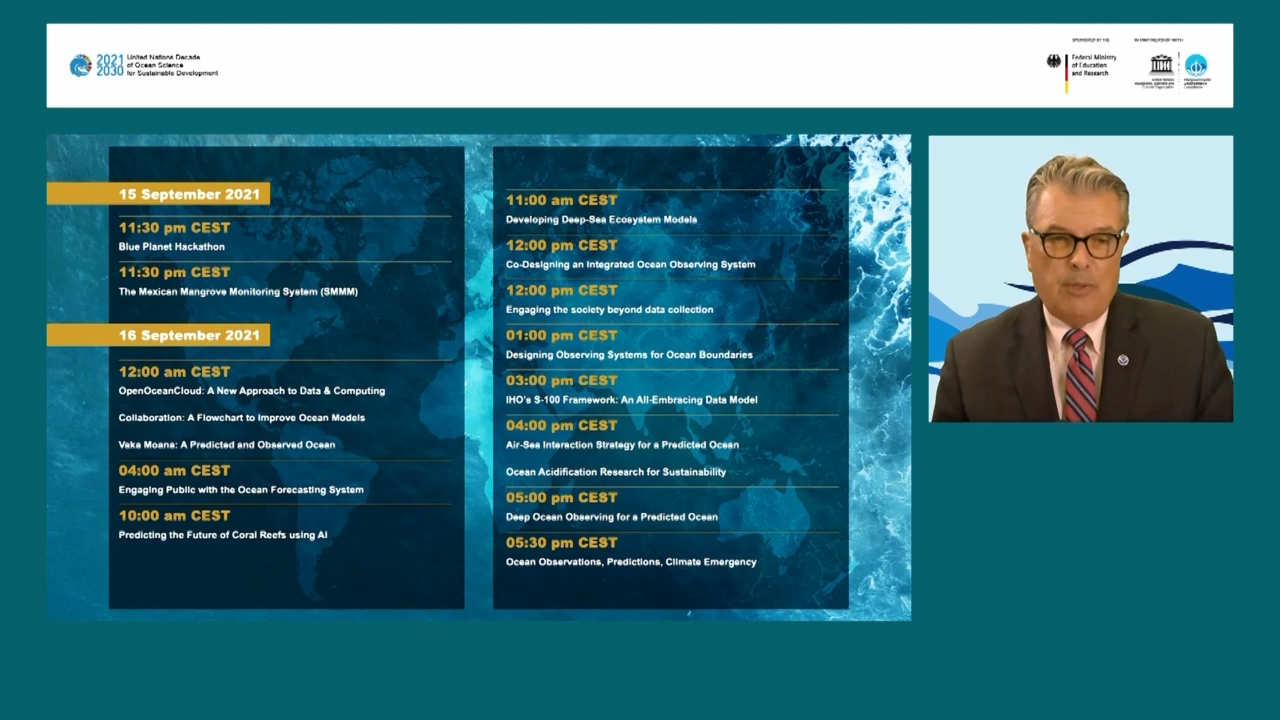 2021
2030
United Nations Decade
of Ocean Science
for Sustainable Development
SPONSORED BY THE
IN PARTNERSHIP WITH
Federal Ministry
of Education
and Research
15 September 2021
11:30 pm CEST
Blue Planet Hackathon
11:30 pm CEST
The Mexican Mangrove Monitoring System (SMMM)
16 September 2021
12:00 am CEST
OpenOceanCloud: A New Approach to Data & Computing
Collaboration: A Flowchart to Improve Ocean Models
Vaka Moana: A Predicted and Observed Ocean
04:00 am CEST
Engaging Public with the Ocean Forecasting System
10:00 am CEST
Predicting the Future of Coral Reefs using AI
11:00 am CEST
Developing Deep-Sea Ecosystem Models
12:00 pm CEST
Co-Designing an Integrated Ocean Observing System
12:00 pm CEST
Engaging the society beyond data collection
01:00 pm CEST
Designing Observing Systems for Ocean Boundaries
03:00 pm CEST
IHO's S-100 Framework: An All-Embracing Data Model
04:00 pm CEST
Air-Sea Interaction Strategy for a Predicted Ocean
Ocean Acidification Research for Sustainability
05:00 pm CEST
Deep Ocean Observing for a Predicted Ocean
05:30 pm CEST
Ocean Observations, Predictions, Climate Emergency